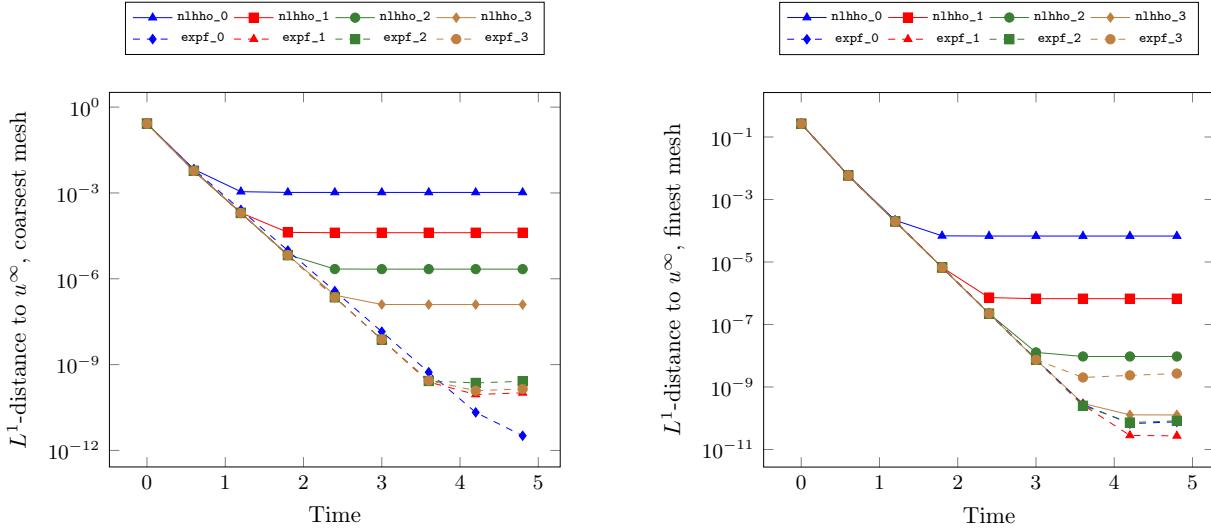 nlhho_0 nlhho_1 nlhho_2 nlhho_3
expf_0 expf_1 expf_2 expf_3
10^0
10^{-3}
10^{-6}
10^{-9}
10^{-12}
L^1-distance to u^∞, coarsest mesh
0 1 2 3 4 5
Time
nlhho_0 nlhho_1 nlhho_2 nlhho_3
expf_0 expf_1 expf_2 expf_3
10^{-1}
10^{-3}
10^{-5}
10^{-7}
10^{-9}
10^{-11}
L^1-distance to u^∞, finest mesh
0 1 2 3 4 5
Time